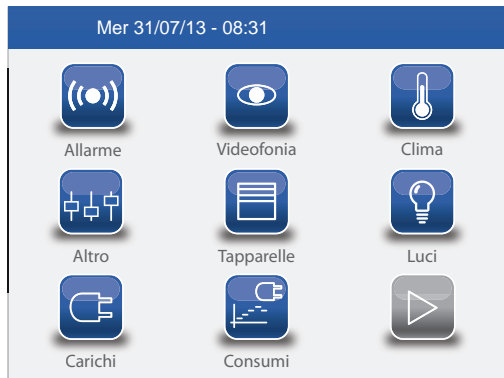 Mer 31/07/13 - 08:31
Allarme Videofonia Clima
Altro Tapparelle Luci
Carichi Consumi